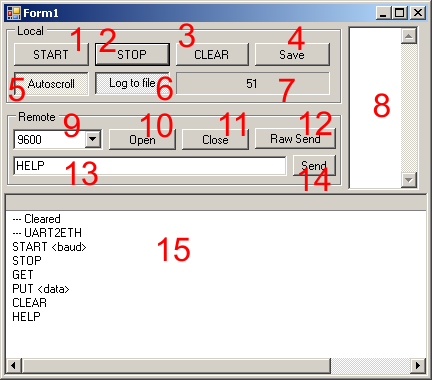 Form1
Local
1 2 3 4
START STOP CLEAR Save
Autoscroll Log to file 51
5 6 7 8
Remote
9 10 11 12
9600 Open Close Raw Send
HELP Send
13 14
--- Cleared
--- UART2ETH
START <baud>
STOP
GET
PUT <data>
CLEAR
HELP
15